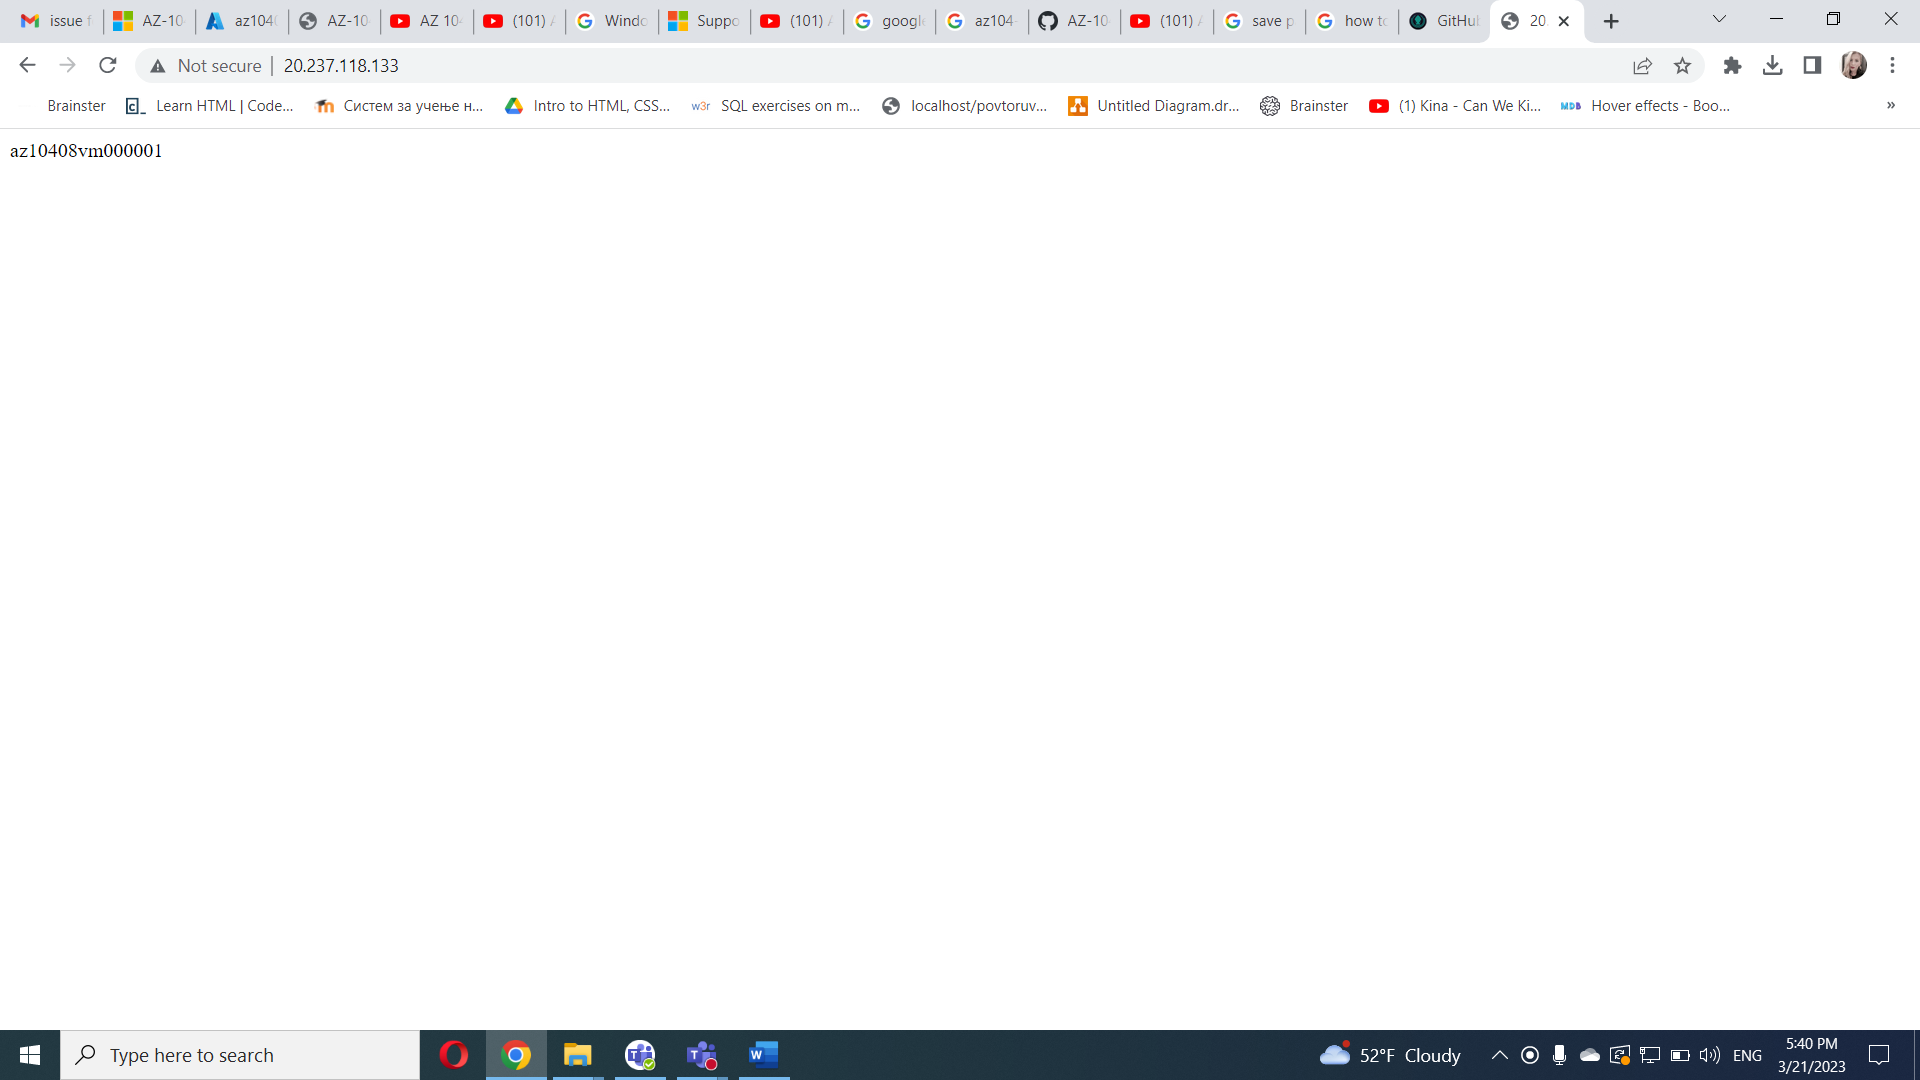 issue f
AZ-10
az104
AZ-10
AZ 10
(101) A
Windo
Suppo
(101) A
google
az104-
AZ-10
(101) A
save p
how to
GitHub
20
Not secure | 20.237.118.133
Brainster
Learn HTML | Code...
Систем за учење н...
Intro to HTML, CSS...
w3r SQL exercises on m...
localhost/povtoruv...
Untitled Diagram.dr...
Brainster
(1) Kina - Can We Ki...
MDB Hover effects - Boo...
»
az10408vm000001
Type here to search
52°F Cloudy
ENG
5:40 PM
3/21/2023